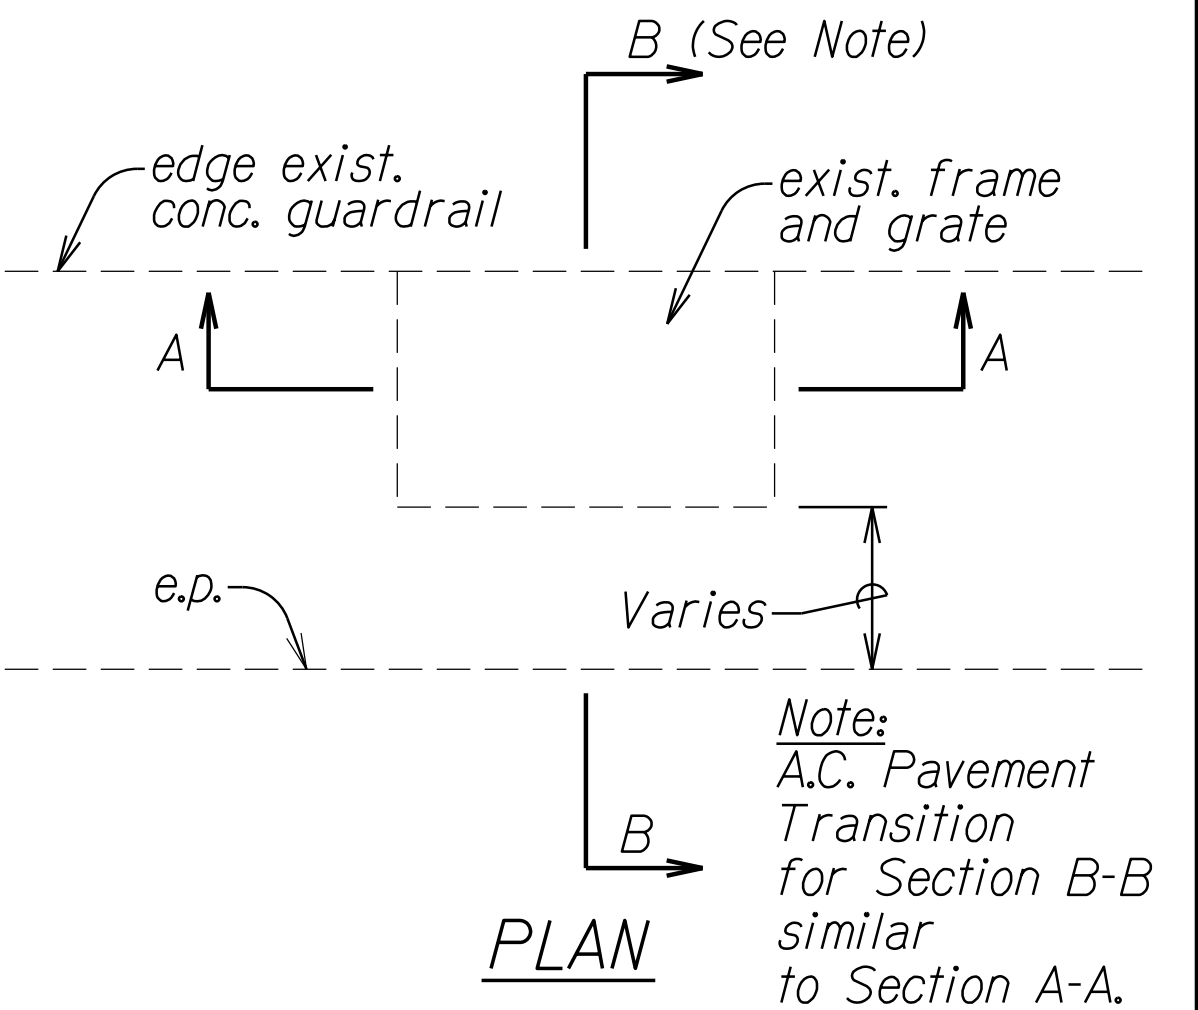 B (See Note)
edge exist.
conc. guardrail
exist. frame
and grate
A
A
e.p.
Varies
B
Note:
A.C. Pavement
Transition
for Section B-B
similar
to Section A-A.
PLAN